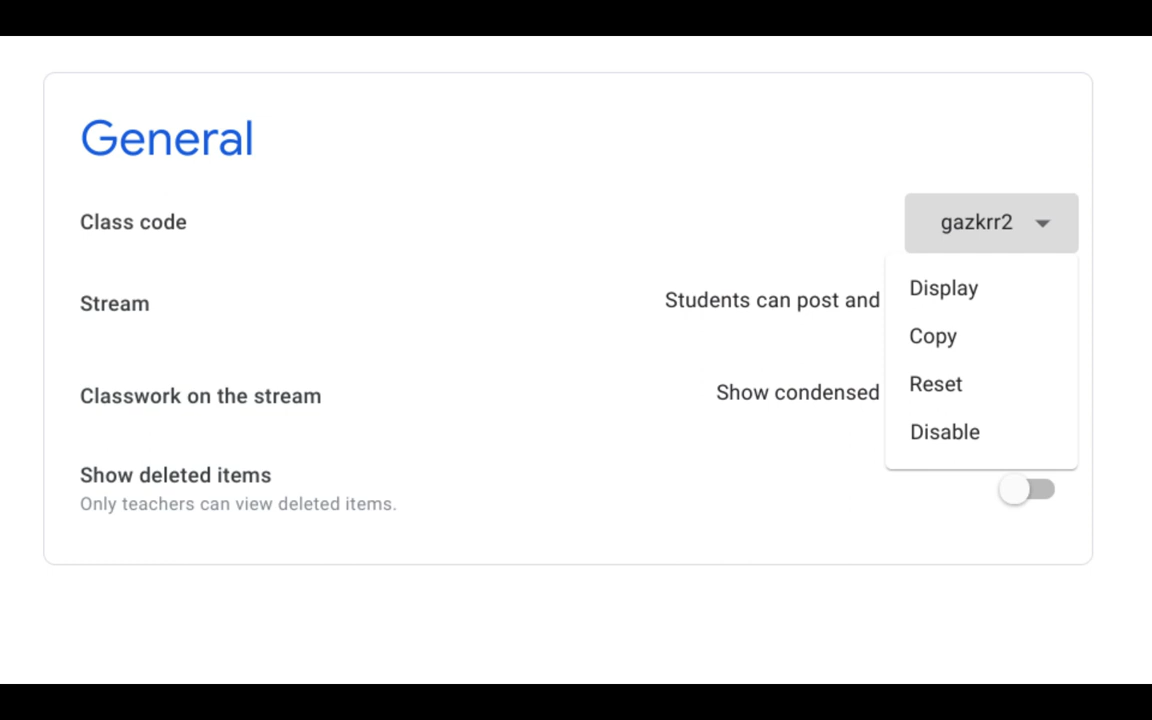 General
Class code
gazkrr2
Display
Stream
Students can post and
Copy
Reset
Classwork on the stream
Show condensed
Disable
Show deleted items
Only teachers can view deleted items.